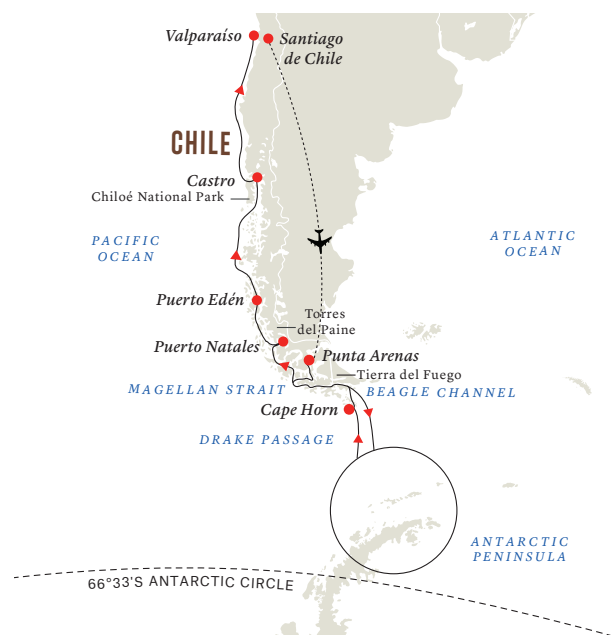 Valparaíso
Santiago
de Chile
CHILE
Castro
Chiloé National Park
PACIFIC
OCEAN
ATLANTIC
OCEAN
Puerto Edén
Torres
del Paine
Puerto Natales
Punta Arenas
Tierra del Fuego
MAGELLAN STRAIT
BEAGLE CHANNEL
Cape Horn
DRAKE PASSAGE
ANTARCTIC
PENINSULA
66°33'S ANTARCTIC CIRCLE